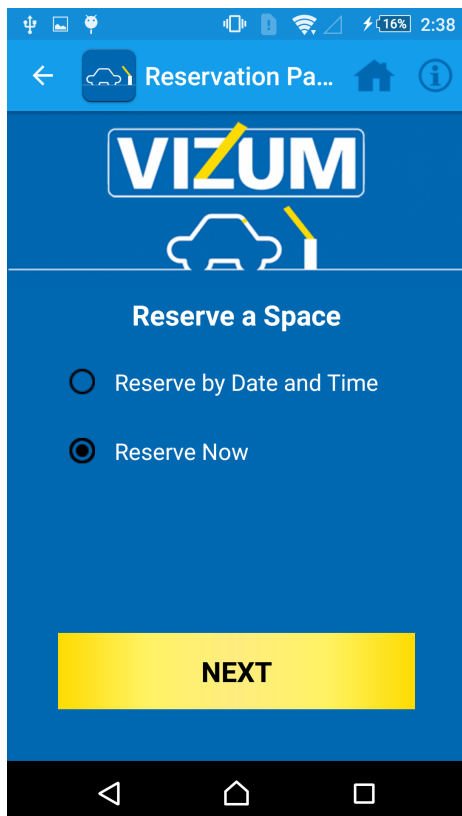 16% 2:38
Reservation Pa...
VIZUM
Reserve a Space
Reserve by Date and Time
Reserve Now
NEXT